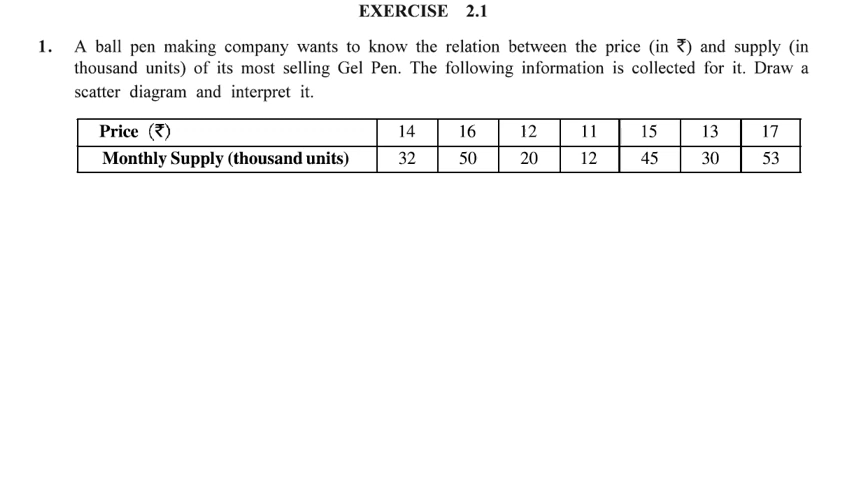 EXERCISE 2.1
1. A ball pen making company wants to know the relation between the price (in ₹) and supply (in
thousand units) of its most selling Gel Pen. The following information is collected for it. Draw a
scatter diagram and interpret it.
Price (₹) 14 16 12 11 15 13 17
Monthly Supply (thousand units) 32 50 20 12 45 30 53